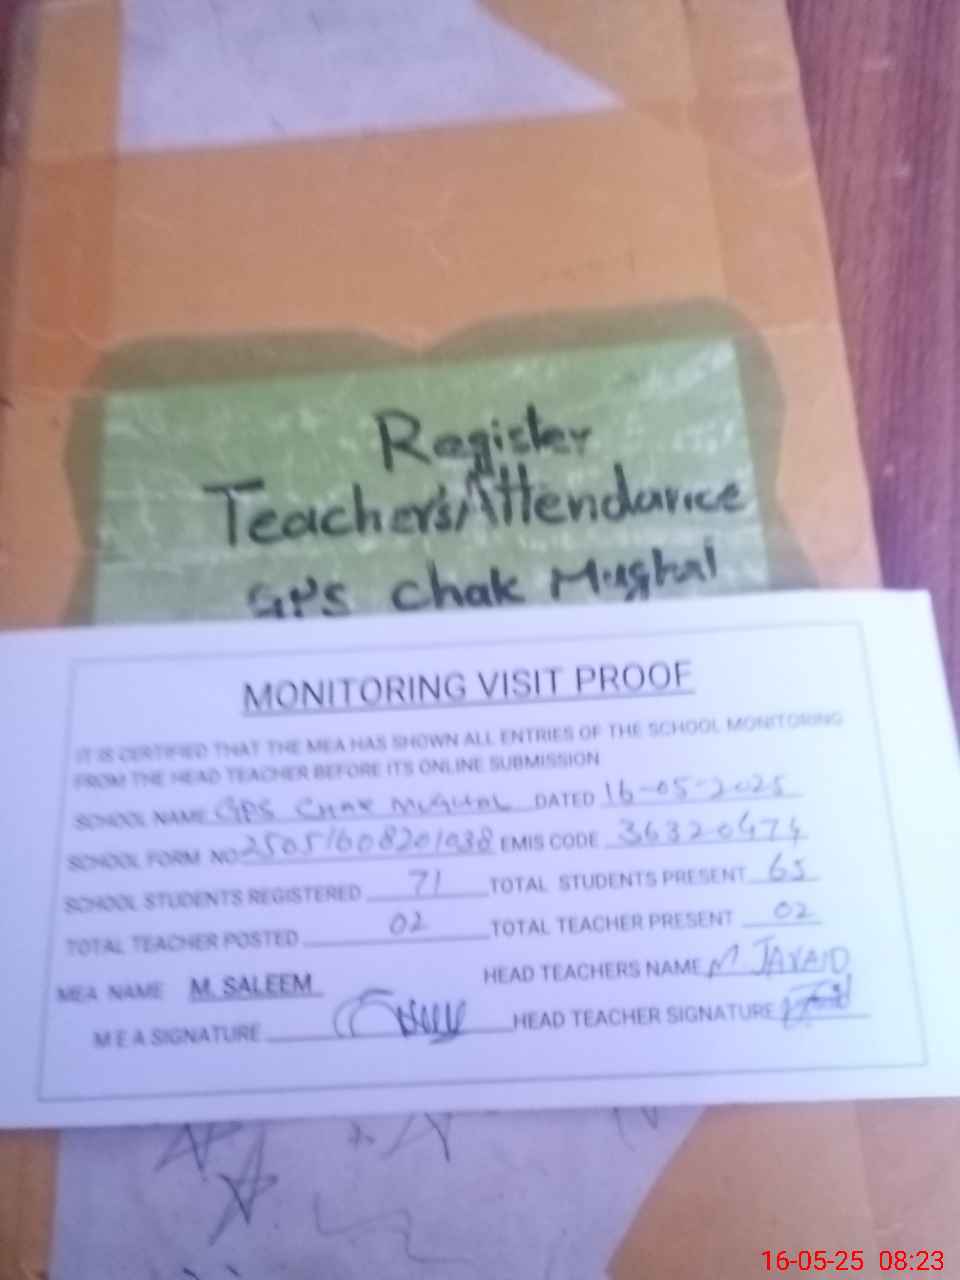 Register
Teacher's Attendance
GPS Chak Mughal
MONITORING VISIT PROOF
IT IS CERTIFIED THAT THE MEA HAS SHOWN ALL ENTRIES OF THE SCHOOL MONITORING
FROM THE HEAD TEACHER BEFORE ITS ONLINE SUBMISSION
SCHOOL NAME GPS CHAK MUGHAL DATED 16-05-2025
SCHOOL FORM NO 25051608201038 EMIS CODE 36320474
SCHOOL STUDENTS REGISTERED 71 TOTAL STUDENTS PRESENT 65
TOTAL TEACHER POSTED 02 TOTAL TEACHER PRESENT 02
MEA NAME M. SALEEM HEAD TEACHERS NAME M. JAVAID
M E A SIGNATURE HEAD TEACHER SIGNATURE
16-05-25 08:23